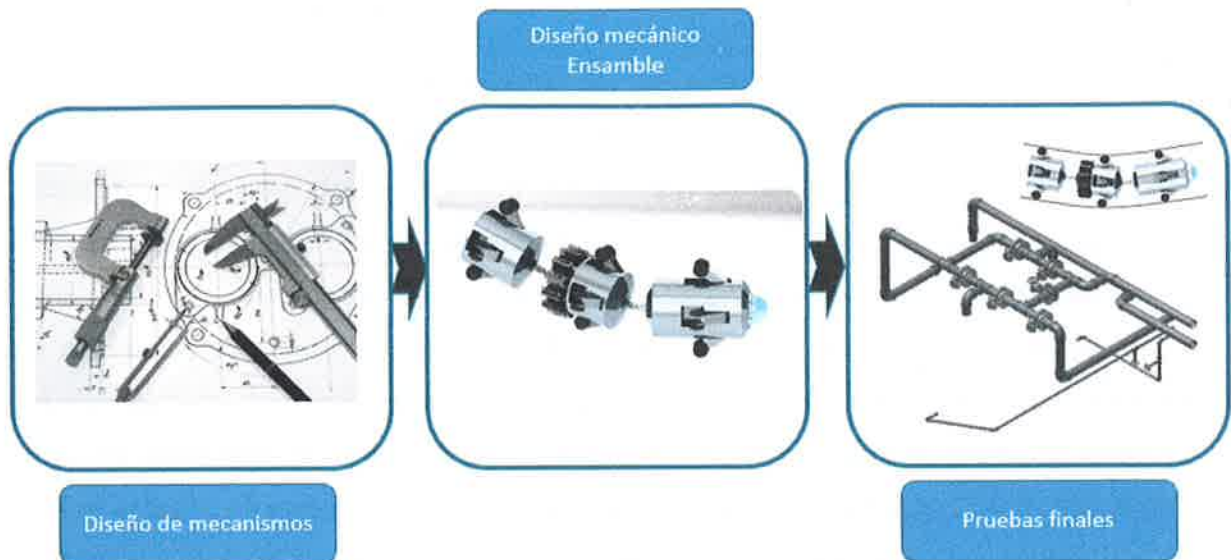 Diseño mecánico
Ensamble
Diseño de mecanismos
Pruebas finales